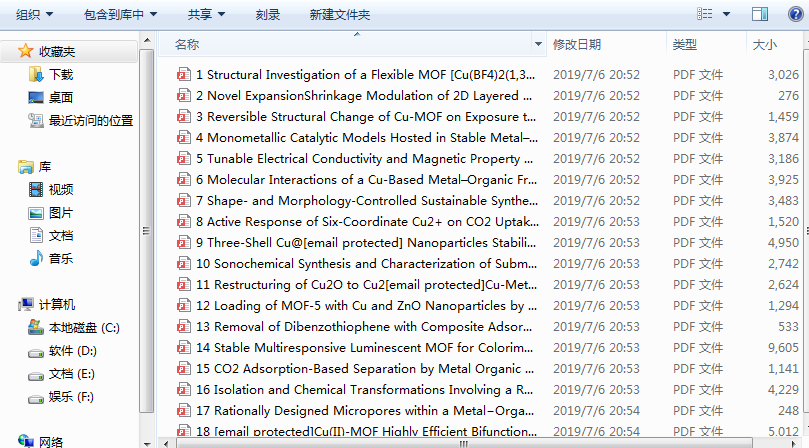 组织 包含到库中 共享 刻录 新建文件夹
收藏夹
下载
桌面
最近访问的位置
库
视频
图片
文档
音乐
计算机
本地磁盘 (C:)
软件 (D:)
文档 (E:)
娱乐 (F:)
网络
名称 修改日期 类型 大小
1 Structural Investigation of a Flexible MOF [Cu(BF4)2(1,3... 2019/7/6 20:52 PDF 文件 3,026
2 Novel ExpansionShrinkage Modulation of 2D Layered ... 2019/7/6 20:52 PDF 文件 276
3 Reversible Structural Change of Cu-MOF on Exposure t... 2019/7/6 20:52 PDF 文件 1,459
4 Monometallic Catalytic Models Hosted in Stable Metal–... 2019/7/6 20:52 PDF 文件 3,874
5 Tunable Electrical Conductivity and Magnetic Property ... 2019/7/6 20:52 PDF 文件 3,186
6 Molecular Interactions of a Cu-Based Metal–Organic Fr... 2019/7/6 20:52 PDF 文件 3,925
7 Shape- and Morphology-Controlled Sustainable Synthe... 2019/7/6 20:52 PDF 文件 3,483
8 Active Response of Six-Coordinate Cu2+ on CO2 Uptak... 2019/7/6 20:53 PDF 文件 1,520
9 Three-Shell Cu@[email protected] Nanoparticles Stabili... 2019/7/6 20:53 PDF 文件 4,950
10 Sonochemical Synthesis and Characterization of Subm... 2019/7/6 20:53 PDF 文件 2,742
11 Restructuring of Cu2O to Cu2[email protected]Cu-Met... 2019/7/6 20:53 PDF 文件 2,624
12 Loading of MOF-5 with Cu and ZnO Nanoparticles by ... 2019/7/6 20:53 PDF 文件 1,294
13 Removal of Dibenzothiophene with Composite Adsor... 2019/7/6 20:53 PDF 文件 533
14 Stable Multiresponsive Luminescent MOF for Colorim... 2019/7/6 20:53 PDF 文件 9,605
15 CO2 Adsorption-Based Separation by Metal Organic ... 2019/7/6 20:53 PDF 文件 1,141
16 Isolation and Chemical Transformations Involving a R... 2019/7/6 20:53 PDF 文件 4,229
17 Rationally Designed Micropores within a Metal−Orga... 2019/7/6 20:54 PDF 文件 248
18 [email protected]Cu(II)-MOF Highly Efficient Bifunction... 2019/7/6 20:54 PDF 文件 5,012